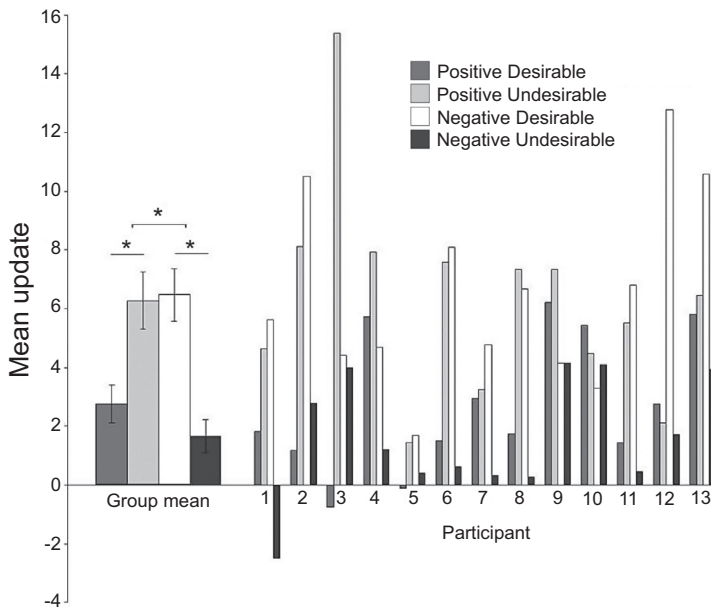 16
14
12
10
8
6
4
2
0
-2
-4
Mean update
Positive Desirable
Positive Undesirable
Negative Desirable
Negative Undesirable
*
* *
Group mean
1 2 3 4 5 6 7 8 9 10 11 12 13
Participant